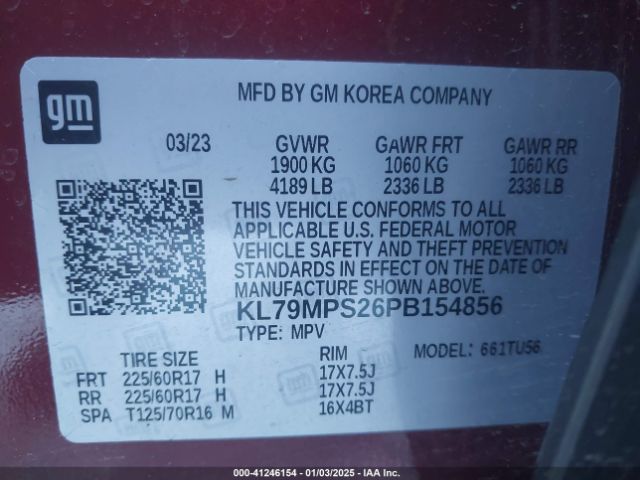 gm
MFD BY GM KOREA COMPANY
03/23 GVWR GAWR FRT GAWR RR
1900 KG 1060 KG 1060 KG
4189 LB 2336 LB 2336 LB
THIS VEHICLE CONFORMS TO ALL
APPLICABLE U.S. FEDERAL MOTOR
VEHICLE SAFETY AND THEFT PREVENTION
STANDARDS IN EFFECT ON THE DATE OF
MANUFACTURE SHOWN ABOVE.
KL79MPS26PB154856
TYPE: MPV
MODEL: 661TU56
TIRE SIZE RIM
FRT 225/60R17 H 17X7.5J
RR 225/60R17 H 17X7.5J
SPA T125/70R16 M 16X4BT
000-41246154 - 01/03/2025 - IAA Inc.